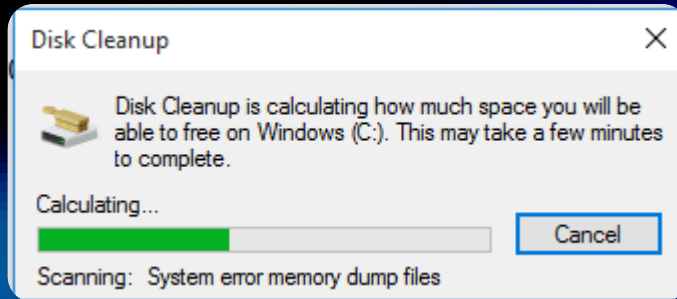 Disk Cleanup
Disk Cleanup is calculating how much space you will be
able to free on Windows (C:). This may take a few minutes
to complete.
Calculating...
Cancel
Scanning: System error memory dump files